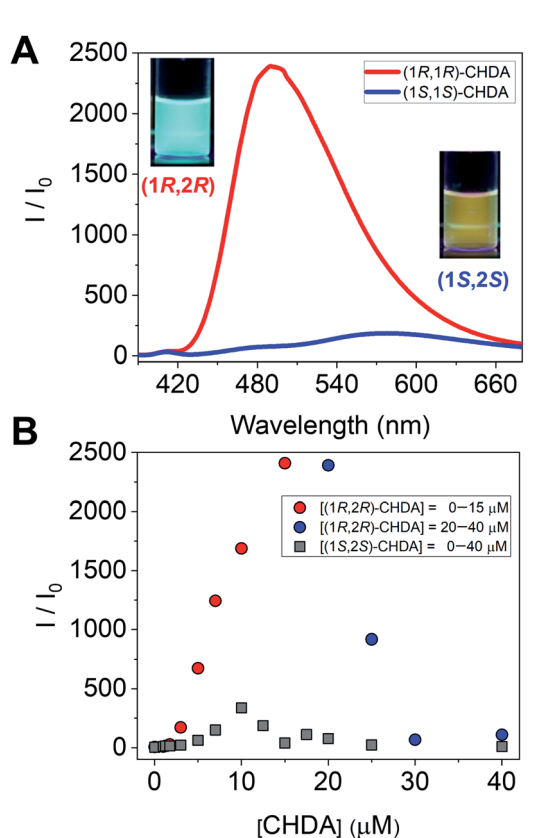 A
2500
2000
1500
1000
500
0
I / I₀
(1R,1R)-CHDA
(1S,1S)-CHDA
(1R,2R)
(1S,2S)
420 480 540 600 660
Wavelength (nm)
B
2500
2000
1500
1000
500
0
I / I₀
[(1R,2R)-CHDA] = 0–15 μM
[(1R,2R)-CHDA] = 20–40 μM
[(1S,2S)-CHDA] = 0–40 μM
0 10 20 30 40
[CHDA] (μM)